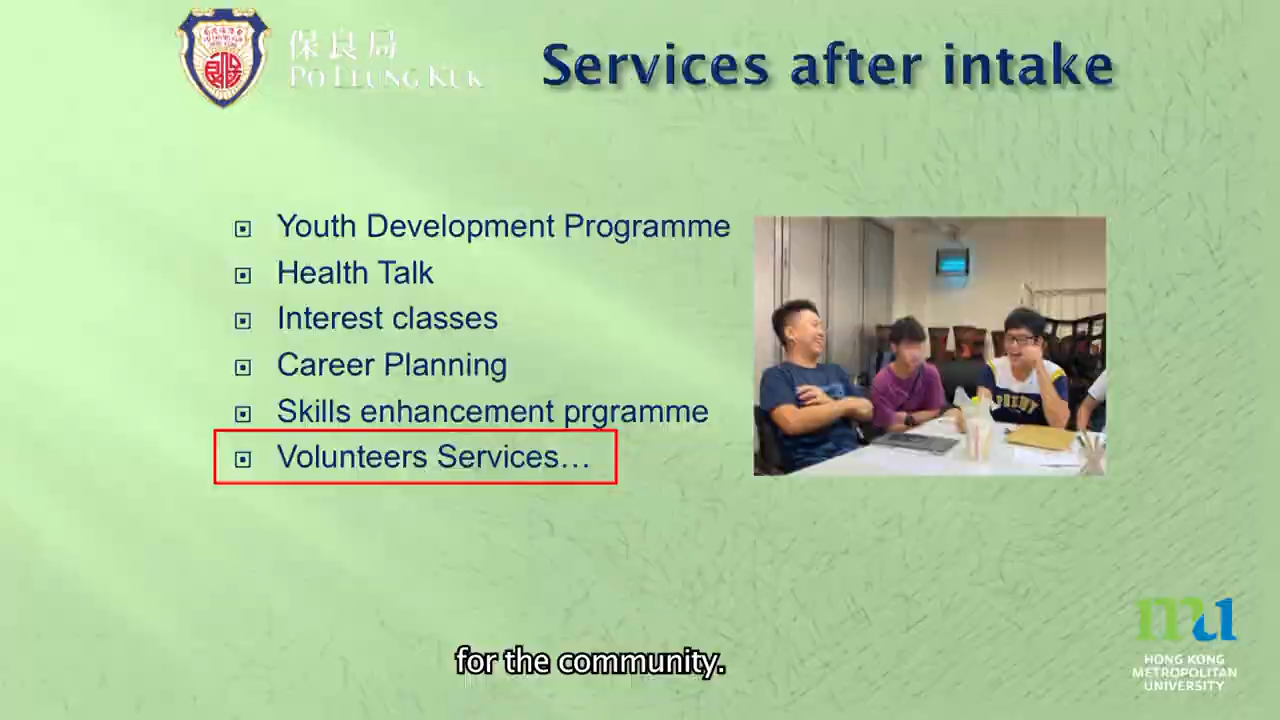 保良局
PO LEUNG KUK
Services after intake
Youth Development Programme
Health Talk
Interest classes
Career Planning
Skills enhancement prgramme
Volunteers Services…
for the community.
mu
HONG KONG
METROPOLITAN
UNIVERSITY